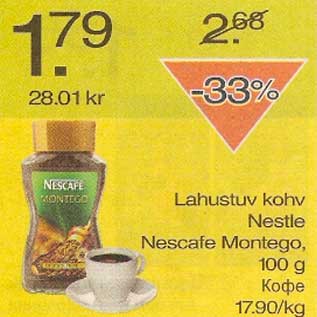 1.79
28.01 kr
2.68
-33%
NESCAFÉ
MONTEGO
Lahustuv kohv
Nestle
Nescafe Montego,
100 g
Кофе
17.90/kg